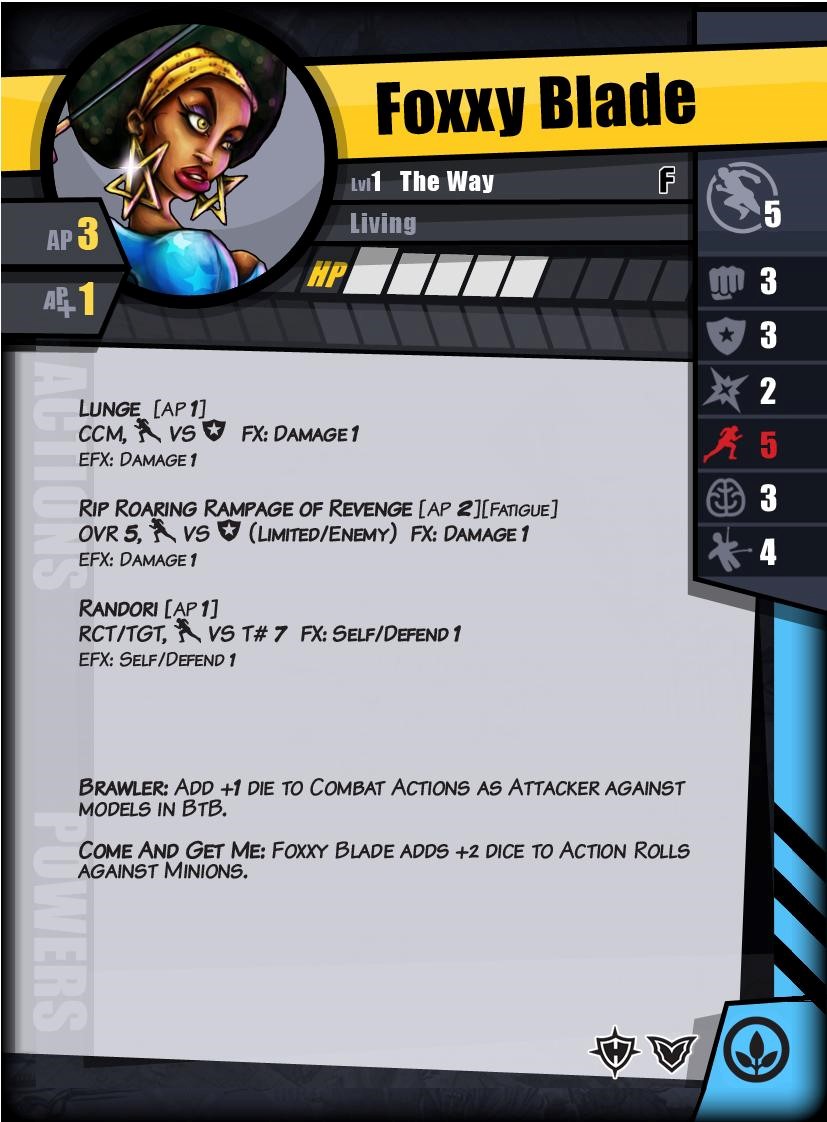 Foxxy Blade
Lvl1 The Way F
Living
AP 3
AP+ 1
HP
5
3
3
2
5
3
4
ACTIONS
LUNGE [AP 1]
CCM, VS FX: DAMAGE 1
EFX: DAMAGE 1
RIP ROARING RAMPAGE OF REVENGE [AP 2][FATIGUE]
OVR 5, VS (LIMITED/ENEMY) FX: DAMAGE 1
EFX: DAMAGE 1
RANDORI [AP 1]
RCT/TGT, VS T# 7 FX: SELF/DEFEND 1
EFX: SELF/DEFEND 1
POWERS
BRAWLER: ADD +1 DIE TO COMBAT ACTIONS AS ATTACKER AGAINST
MODELS IN BTB.
COME AND GET ME: FOXXY BLADE ADDS +2 DICE TO ACTION ROLLS
AGAINST MINIONS.
H